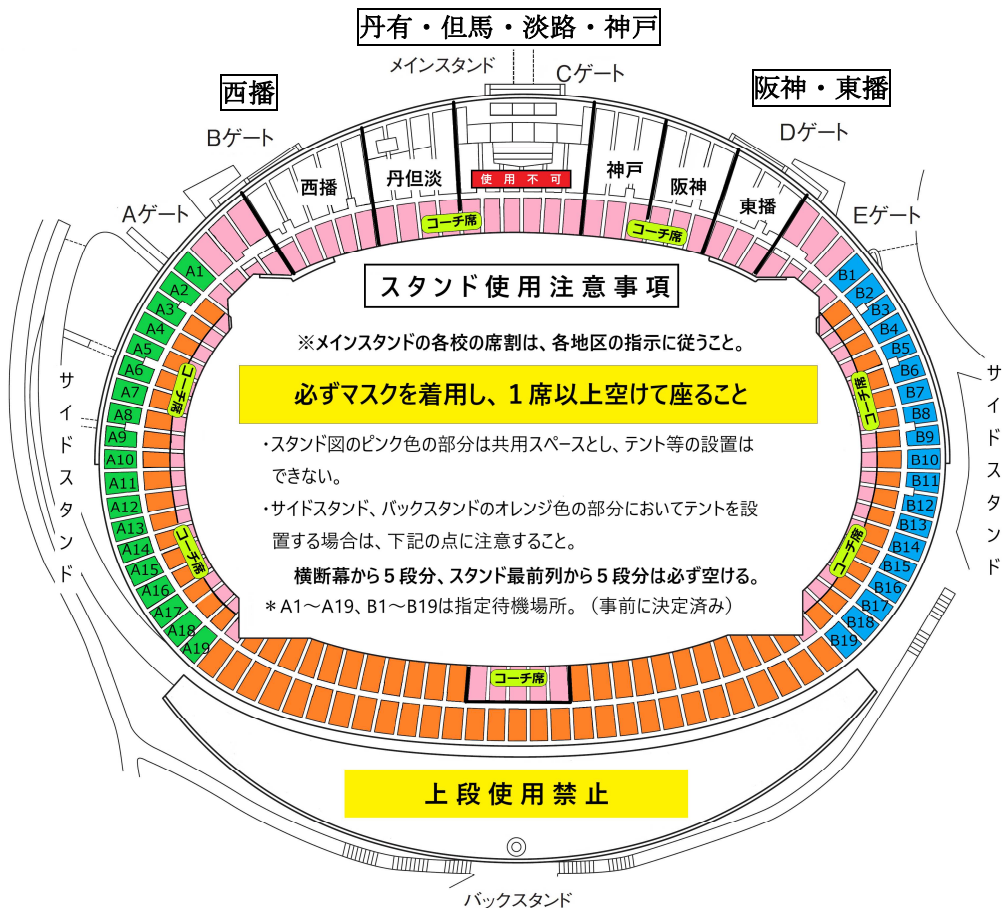 丹有・但馬・淡路・神戸
メインスタンド
Cゲート
西播
阪神・東播
Bゲート
Dゲート
Aゲート
Eゲート
西播
丹但淡
使用不可
神戸
阪神
東播
コーチ席
コーチ席
スタンド使用注意事項
※メインスタンドの各校の席割は、各地区の指示に従うこと。
必ずマスクを着用し、1席以上空けて座ること
・スタンド図のピンク色の部分は共用スペースとし、テント等の設置は
できない。
・サイドスタンド、バックスタンドのオレンジ色の部分においてテントを設
置する場合は、下記の点に注意すること。
横断幕から5段分、スタンド最前列から5段分は必ず空ける。
＊A1～A19、B1～B19は指定待機場所。（事前に決定済み）
A1
A2
A3
A4
A5
A6
A7
A8
A9
A10
A11
A12
A13
A14
A15
A16
A17
A18
A19
コーチ席
コーチ席
サイドスタンド
B1
B2
B3
B4
B5
B6
B7
B8
B9
B10
B11
B12
B13
B14
B15
B16
B17
B18
B19
コーチ席
コーチ席
サイドスタンド
コーチ席
上段使用禁止
バックスタンド